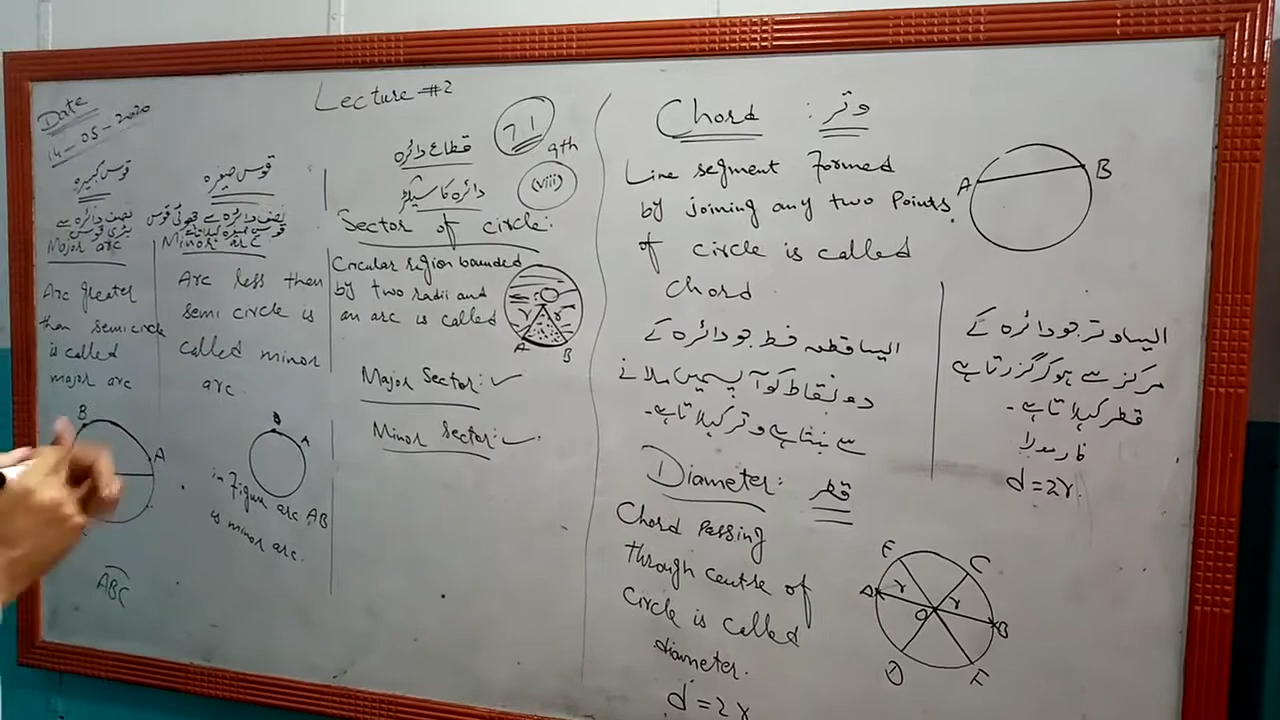 Date
14-05-2020
Lecture #2
71
9th
(viii)
قوس کبیرہ
نصف دائرہ سے
بڑی قوس
Major arc
Arc greater
than semicircle
is called
major arc
B
A
ABC
قوس صغیرہ
نصف دائرہ سے چھوٹی قوس
قوس صغیرہ کہلاتی ہے
Minor arc
Arc less then
semi circle is
called minor
arc.
B
A
in Figure arc AB
is minor arc.
قطاع دائرہ
دائرہ کا سیکٹر
Sector of circle:
Circular region bounded
by two radii and
an arc is called
r r
A B
Major Sector:
Minor Sector:
Chord : وتر
Line segment Formed
by joining any two Points
of circle is called
Chord
A B
ایسا قطعہ خط جو دائرہ کے
دو نقاط کو آپس میں ملانے
سے بنتا ہے وتر کہلاتا ہے۔
ایسا وتر جو دائرہ کے
مرکز سے ہو کر گزرتا ہے
قطر کہلاتا ہے۔
فارمولا
d=2r
Diameter: قطر
Chord Passing
through centre of
Circle is called
diameter.
d=2r
E C
A r r
O B
D F